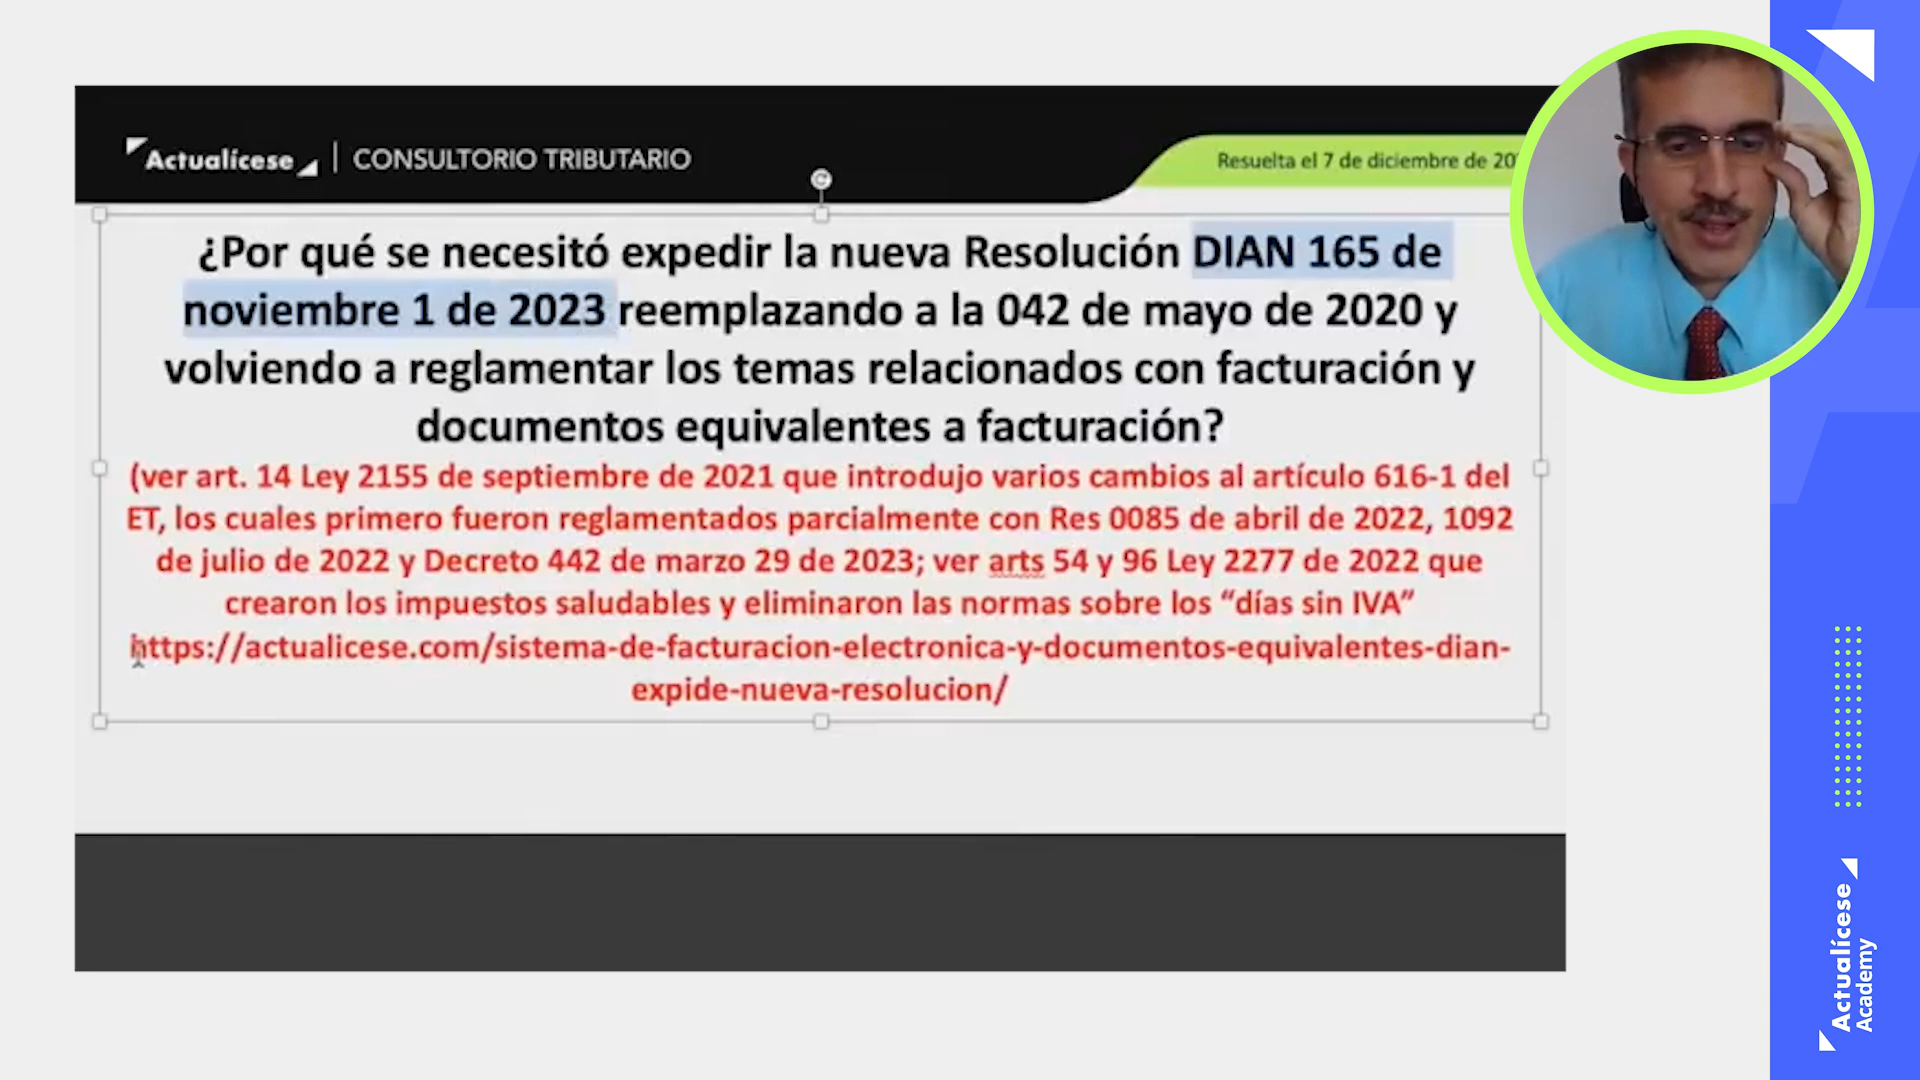 Actualícese | CONSULTORIO TRIBUTARIO
Resuelta el 7 de diciembre de
¿Por qué se necesitó expedir la nueva Resolución DIAN 165 de
noviembre 1 de 2023 reemplazando a la 042 de mayo de 2020 y
volviendo a reglamentar los temas relacionados con facturación y
documentos equivalentes a facturación?
(ver art. 14 Ley 2155 de septiembre de 2021 que introdujo varios cambios al artículo 616-1 del
ET, los cuales primero fueron reglamentados parcialmente con Res 0085 de abril de 2022, 1092
de julio de 2022 y Decreto 442 de marzo 29 de 2023; ver arts 54 y 96 Ley 2277 de 2022 que
crearon los impuestos saludables y eliminaron las normas sobre los “días sin IVA”
https://actualicese.com/sistema-de-facturacion-electronica-y-documentos-equivalentes-dian-
expide-nueva-resolucion/
Actualícese
Academy